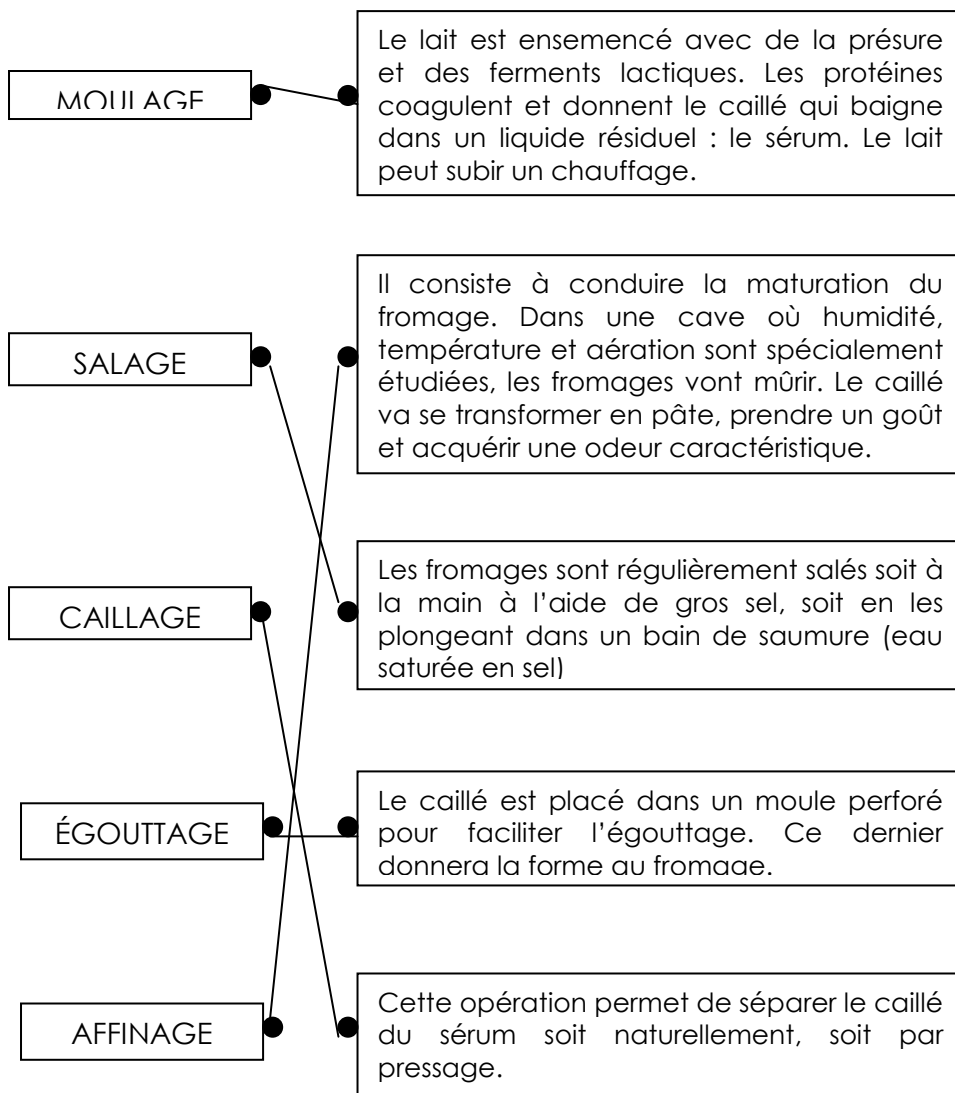 MOULAGE
Le lait est ensemencé avec de la présure
et des ferments lactiques. Les protéines
coagulent et donnent le caillé qui baigne
dans un liquide résiduel : le sérum. Le lait
peut subir un chauffage.
SALAGE
Il consiste à conduire la maturation du
fromage. Dans une cave où humidité,
température et aération sont spécialement
étudiées, les fromages vont mûrir. Le caillé
va se transformer en pâte, prendre un goût
et acquérir une odeur caractéristique.
CAILLAGE
Les fromages sont régulièrement salés soit à
la main à l’aide de gros sel, soit en les
plongeant dans un bain de saumure (eau
saturée en sel)
ÉGOUTTAGE
Le caillé est placé dans un moule perforé
pour faciliter l’égouttage. Ce dernier
donnera la forme au fromage.
AFFINAGE
Cette opération permet de séparer le caillé
du sérum soit naturellement, soit par
pressage.